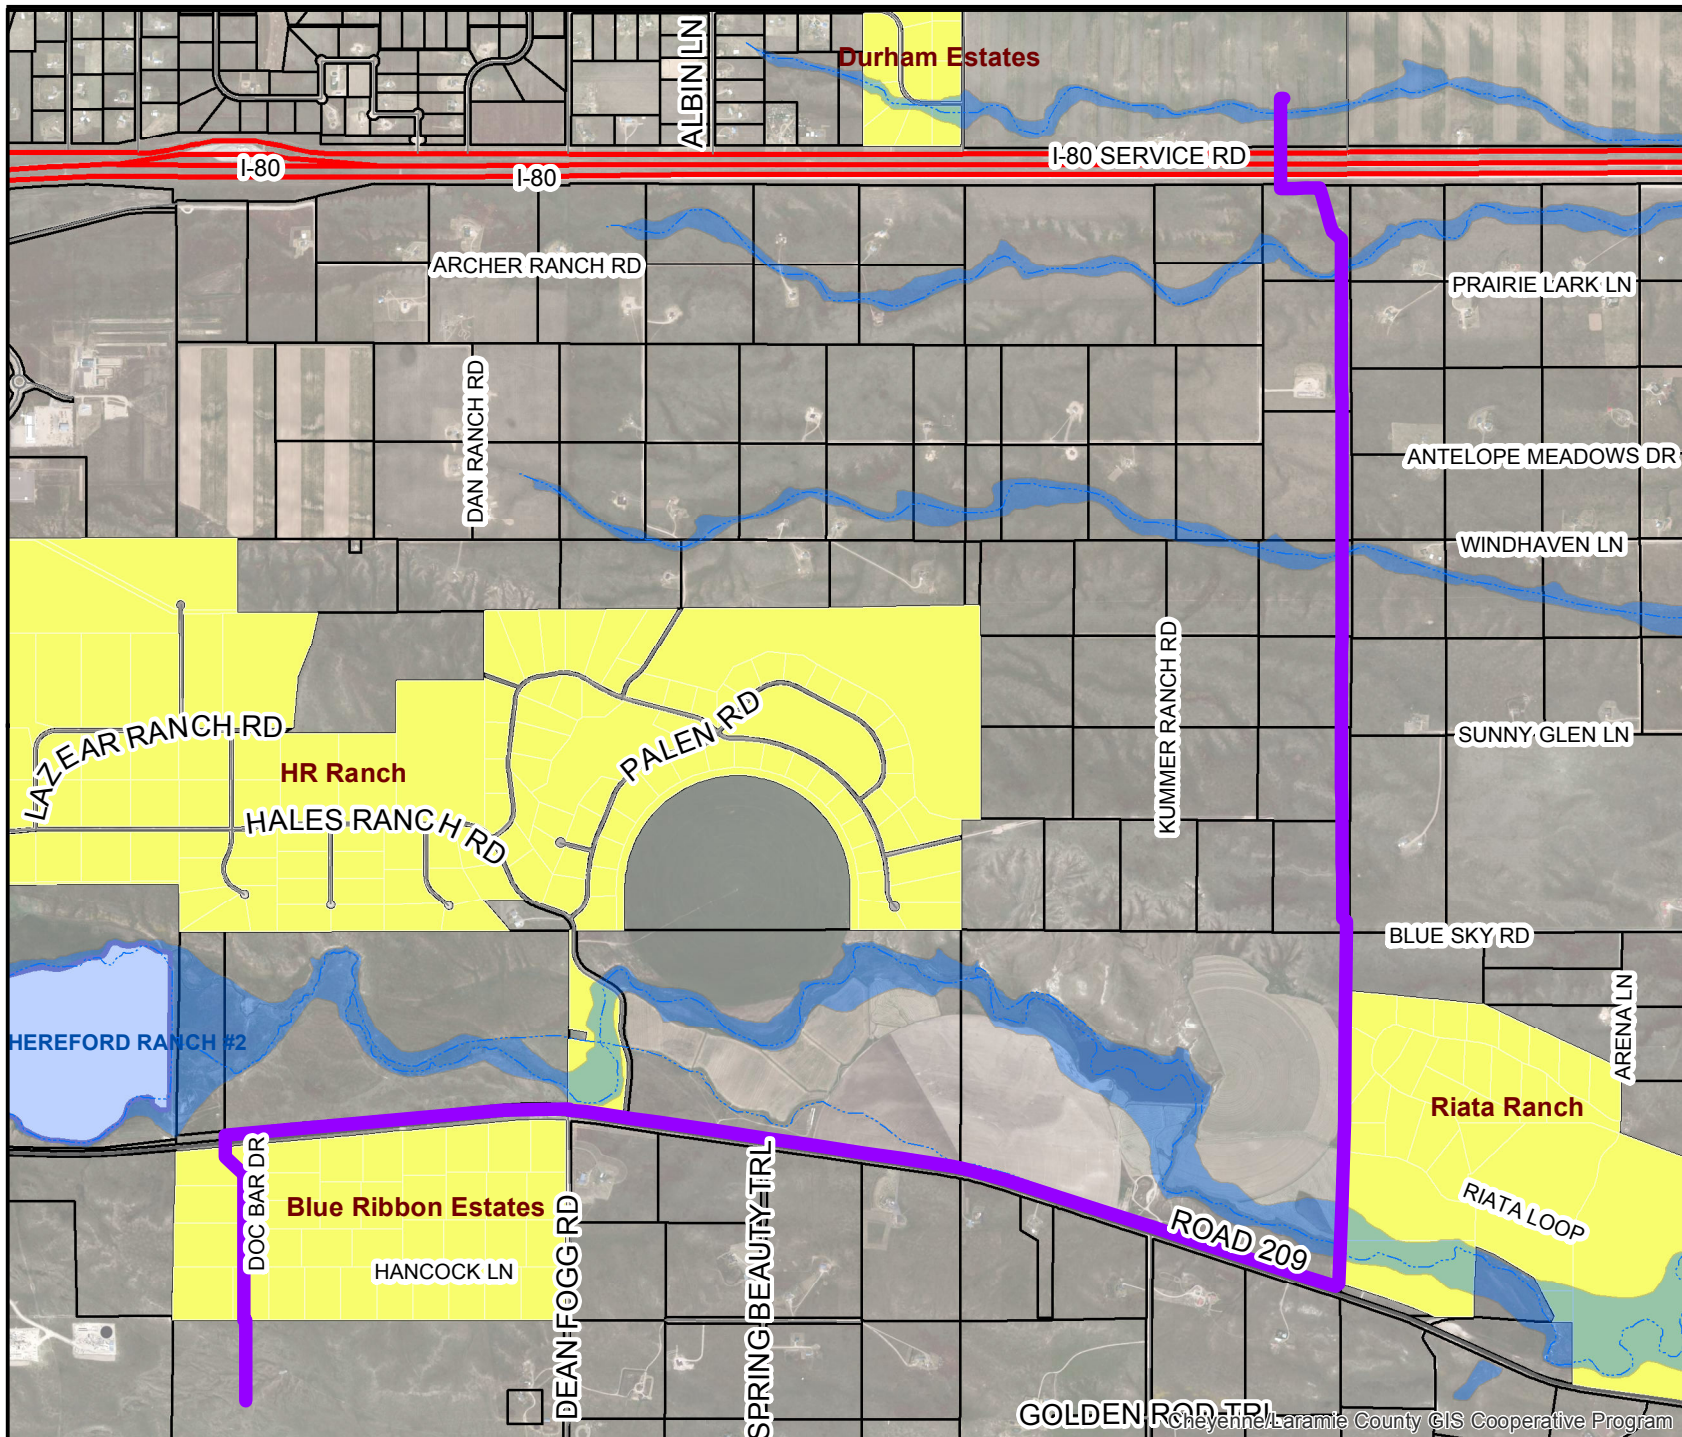 ALBIN LN
Durham Estates
I-80
I-80
I-80 SERVICE RD
ARCHER RANCH RD
PRAIRIE LARK LN
DAN RANCH RD
ANTELOPE MEADOWS DR
WINDHAVEN LN
KUMMER RANCH RD
LAZEAR RANCH RD
PALEN RD
SUNNY GLEN LN
HR Ranch
HALES RANCH RD
BLUE SKY RD
ARENA LN
HEREFORD RANCH #2
Riata Ranch
DOC BAR DR
Blue Ribbon Estates
HANCOCK LN
DEAN FOGG RD
SPRING BEAUTY TRL
ROAD 209
RIATA LOOP
GOLDEN ROD TRL
Cheyenne/Laramie County GIS Cooperative Program